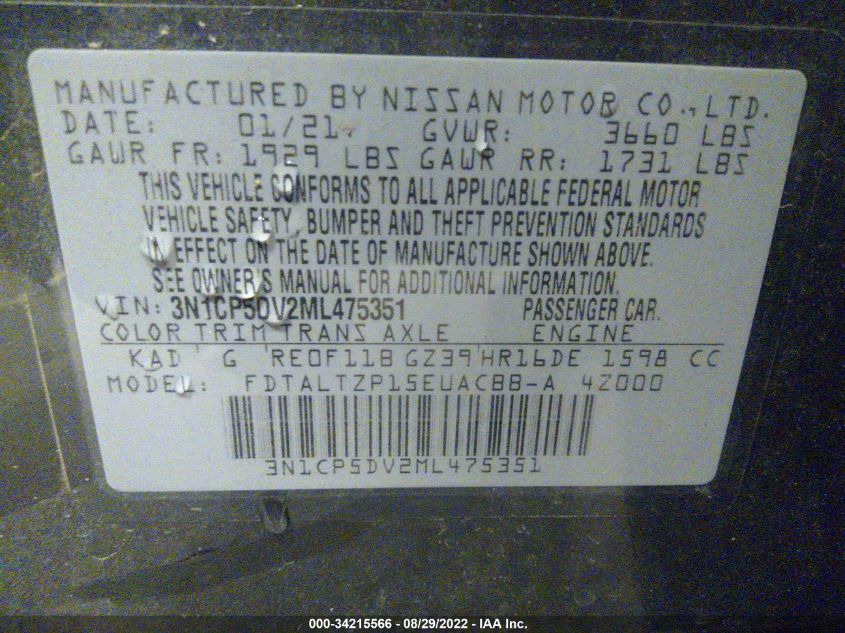 MANUFACTURED BY NISSAN MOTOR CO., LTD.
DATE: 01/21 GVWR: 3660 LBS
GAWR FR: 1929 LBS GAWR RR: 1731 LBS
THIS VEHICLE CONFORMS TO ALL APPLICABLE FEDERAL MOTOR
VEHICLE SAFETY, BUMPER AND THEFT PREVENTION STANDARDS
IN EFFECT ON THE DATE OF MANUFACTURE SHOWN ABOVE.
SEE OWNER'S MANUAL FOR ADDITIONAL INFORMATION.
VIN: 3N1CP5DV2ML475351 PASSENGER CAR
COLOR TRIM TRANS AXLE ENGINE
KAD G RE0F11B GZ39 HR16DE 1598 CC
MODEL: FDTALTZP15EUACBB-A 4Z000
3N1CP5DV2ML475351
000-34215566 - 08/29/2022 - IAA Inc.